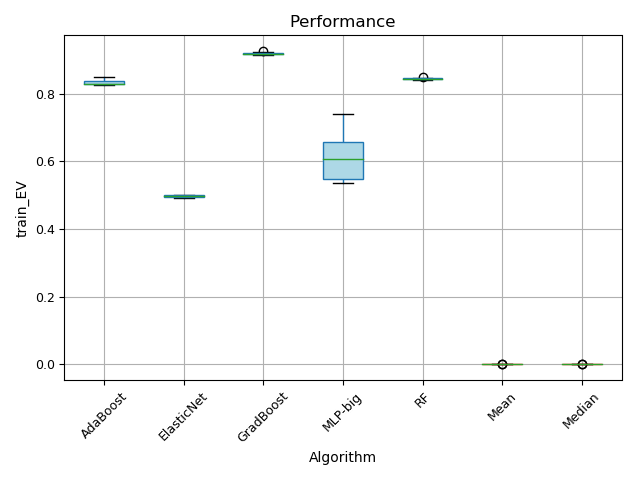 Performance
train_EV
0.8
0.6
0.4
0.2
0.0
AdaBoost
ElasticNet
GradBoost
MLP-big
RF
Mean
Median
Algorithm